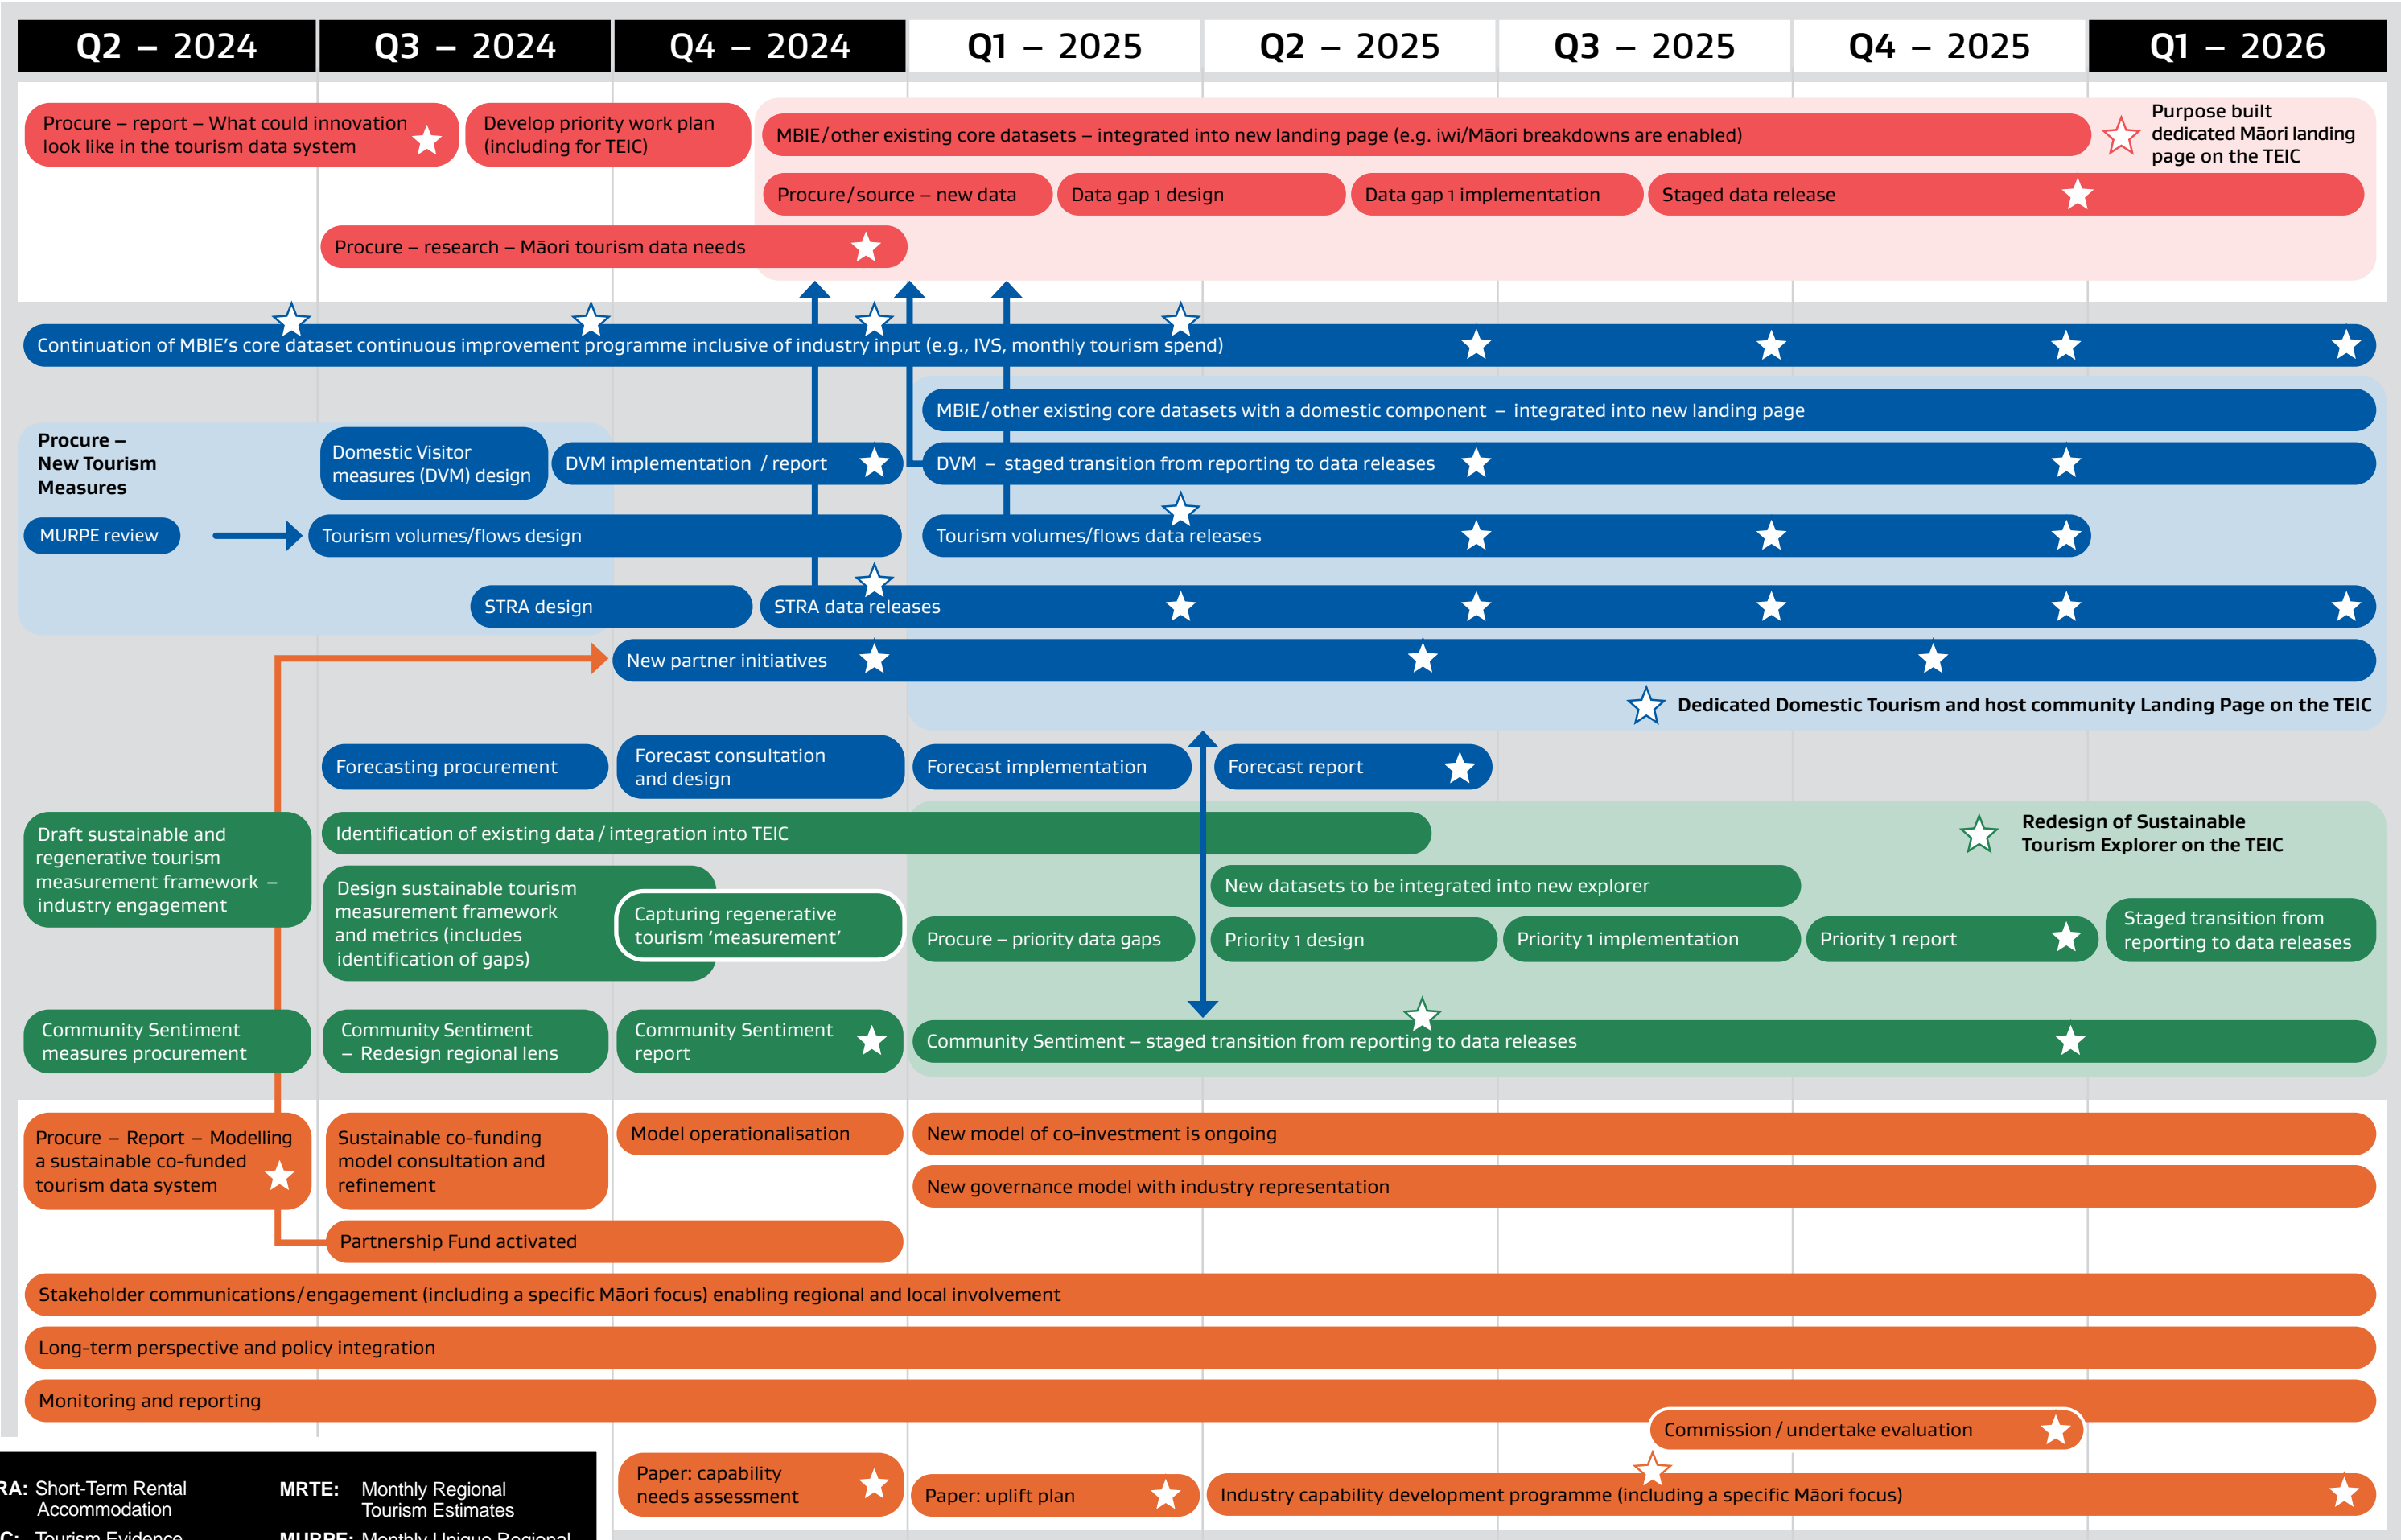 Q2 – 2024
Q3 – 2024
Q4 – 2024
Q1 – 2025
Q2 – 2025
Q3 – 2025
Q4 – 2025
Q1 – 2026
Procure – report – What could innovation
look like in the tourism data system
Develop priority work plan
(including for TEIC)
MBIE/other existing core datasets – integrated into new landing page (e.g. iwi/Māori breakdowns are enabled)
Purpose built
dedicated Māori landing
page on the TEIC
Procure/source – new data
Data gap 1 design
Data gap 1 implementation
Staged data release
Procure – research – Māori tourism data needs
Continuation of MBIE's core dataset continuous improvement programme inclusive of industry input (e.g., IVS, monthly tourism spend)
MBIE/other existing core datasets with a domestic component – integrated into new landing page
Procure –
New Tourism
Measures
Domestic Visitor
measures (DVM) design
DVM implementation / report
DVM – staged transition from reporting to data releases
MURPE review
Tourism volumes/flows design
Tourism volumes/flows data releases
STRA design
STRA data releases
New partner initiatives
Dedicated Domestic Tourism and host community Landing Page on the TEIC
Forecasting procurement
Forecast consultation
and design
Forecast implementation
Forecast report
Draft sustainable and
regenerative tourism
measurement framework –
industry engagement
Identification of existing data/integration into TEIC
Redesign of Sustainable
Tourism Explorer on the TEIC
Design sustainable tourism
measurement framework
and metrics (includes
identification of gaps)
Capturing regenerative
tourism ‘measurement’
New datasets to be integrated into new explorer
Procure – priority data gaps
Priority 1 design
Priority 1 implementation
Priority 1 report
Staged transition from
reporting to data releases
Community Sentiment
measures procurement
Community Sentiment
– Redesign regional lens
Community Sentiment
report
Community Sentiment – staged transition from reporting to data releases
Procure – Report – Modelling
a sustainable co-funded
tourism data system
Sustainable co-funding
model consultation and
refinement
Model operationalisation
New model of co-investment is ongoing
New governance model with industry representation
Partnership Fund activated
Stakeholder communications/engagement (including a specific Māori focus) enabling regional and local involvement
Long-term perspective and policy integration
Monitoring and reporting
Commission / undertake evaluation
Paper: capability
needs assessment
Paper: uplift plan
Industry capability development programme (including a specific Māori focus)
RA: Short-Term Rental
Accommodation
MRTE: Monthly Regional
Tourism Estimates
C: Tourism Evidence
MURPE: Monthly Unique Regional